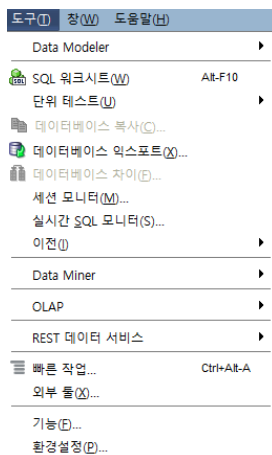 도구(T) 창(W) 도움말(H)
Data Modeler
SQL 워크시트(W)... Alt-F10
단위 테스트(U)
데이터베이스 복사(C)...
데이터베이스 익스포트(X)...
데이터베이스 차이(F)...
세션 모니터(M)...
실시간 SQL 모니터(S)...
이전(I)
Data Miner
OLAP
REST 데이터 서비스
빠른 작업... Ctrl+Alt-A
외부 툴(X)...
기능(F)...
환경설정(P)...